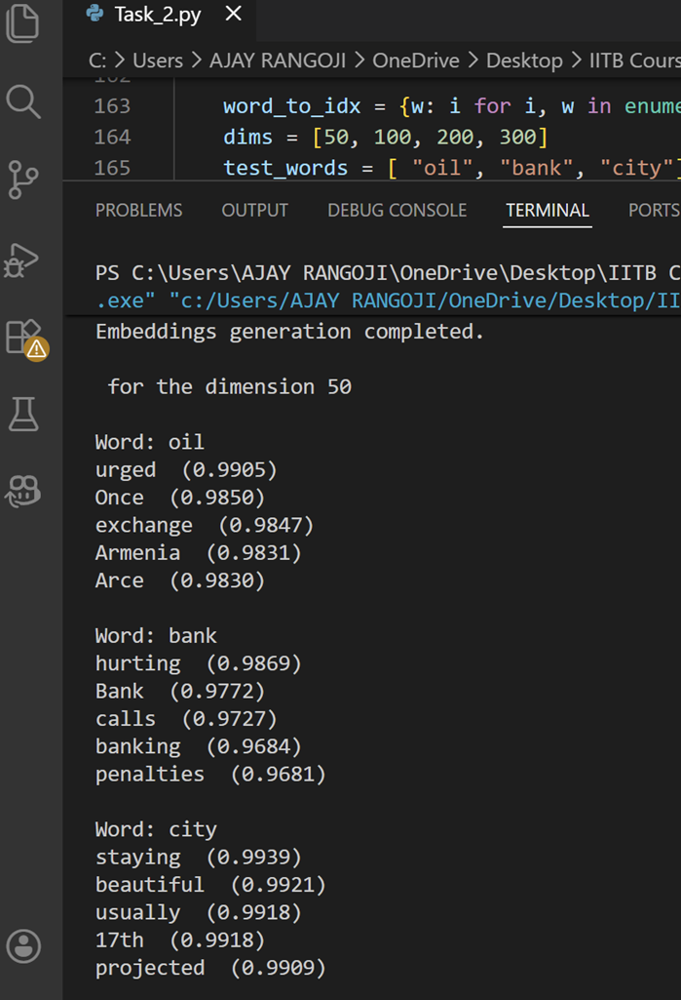 Task_2.py
C: > Users > AJAY RANGOJI > OneDrive > Desktop > IITB Cours
162
163 word_to_idx = {w: i for i, w in enume
164 dims = [50, 100, 200, 300]
165 test_words = [ "oil", "bank", "city"]
PROBLEMS OUTPUT DEBUG CONSOLE TERMINAL PORTS
PS C:\Users\AJAY RANGOJI\OneDrive\Desktop\IITB C
.exe" "c:/Users/AJAY RANGOJI/OneDrive/Desktop/II
Embeddings generation completed.
for the dimension 50
Word: oil
urged (0.9905)
Once (0.9850)
exchange (0.9847)
Armenia (0.9831)
Arce (0.9830)
Word: bank
hurting (0.9869)
Bank (0.9772)
calls (0.9727)
banking (0.9684)
penalties (0.9681)
Word: city
staying (0.9939)
beautiful (0.9921)
usually (0.9918)
17th (0.9918)
projected (0.9909)